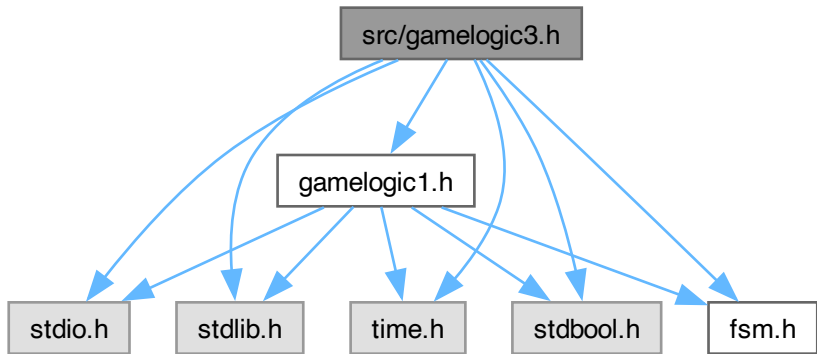 src/gamelogic3.h
gamelogic1.h
stdio.h
stdlib.h
time.h
stdbool.h
fsm.h